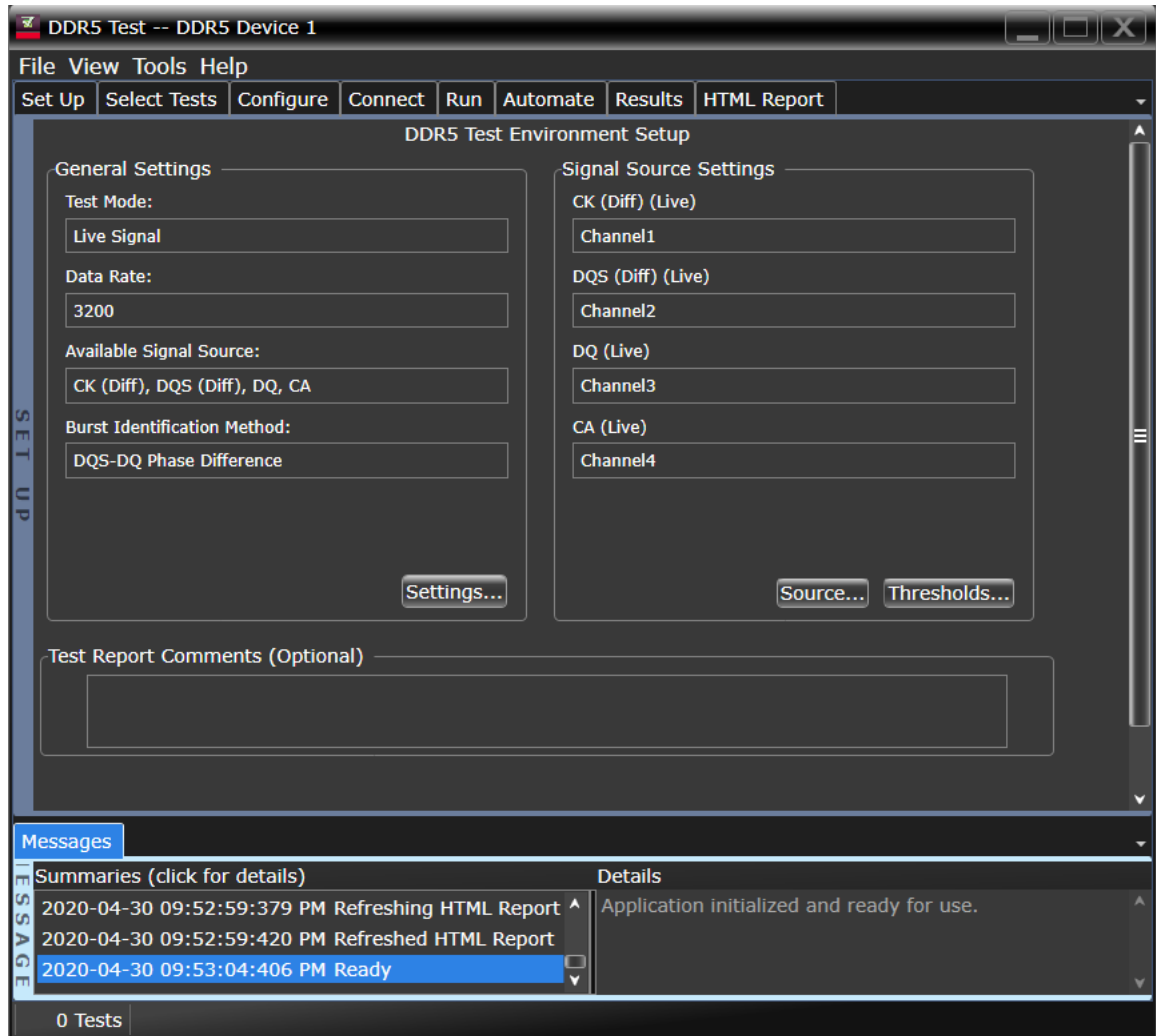 DDR5 Test -- DDR5 Device 1
File View Tools Help
Set Up Select Tests Configure Connect Run Automate Results HTML Report
DDR5 Test Environment Setup
General Settings
Test Mode:
Live Signal
Data Rate:
3200
Available Signal Source:
CK (Diff), DQS (Diff), DQ, CA
Burst Identification Method:
DQS-DQ Phase Difference
Settings...
Signal Source Settings
CK (Diff) (Live)
Channel1
DQS (Diff) (Live)
Channel2
DQ (Live)
Channel3
CA (Live)
Channel4
Source... Thresholds...
SET UP
Test Report Comments (Optional)
Messages
Summaries (click for details)
2020-04-30 09:52:59:379 PM Refreshing HTML Report
2020-04-30 09:52:59:420 PM Refreshed HTML Report
2020-04-30 09:53:04:406 PM Ready
Details
Application initialized and ready for use.
0 Tests